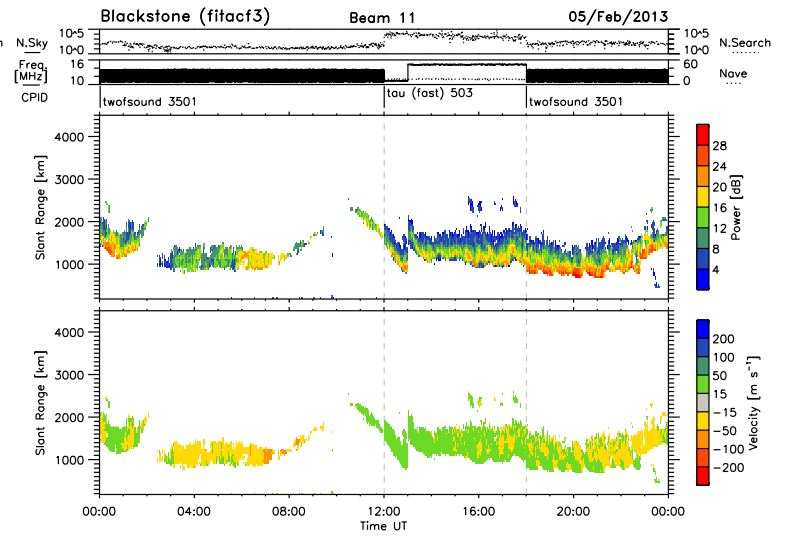 Blackstone (fitacf3)
Beam 11
05/Feb/2013
N.Sky
10^5
10^0
10^5
10^0
N.Search
Freq.
[MHz]
16
10
60
0
Nave
CPID
twofsound 3501
tau (fast) 503
twofsound 3501
Slant Range [km]
4000
3000
2000
1000
28
24
20
16
12
8
4
Power [dB]
Slant Range [km]
4000
3000
2000
1000
200
100
50
15
-15
-50
-100
-200
Velocity [m s⁻¹]
00:00
04:00
08:00
12:00
16:00
20:00
00:00
Time UT